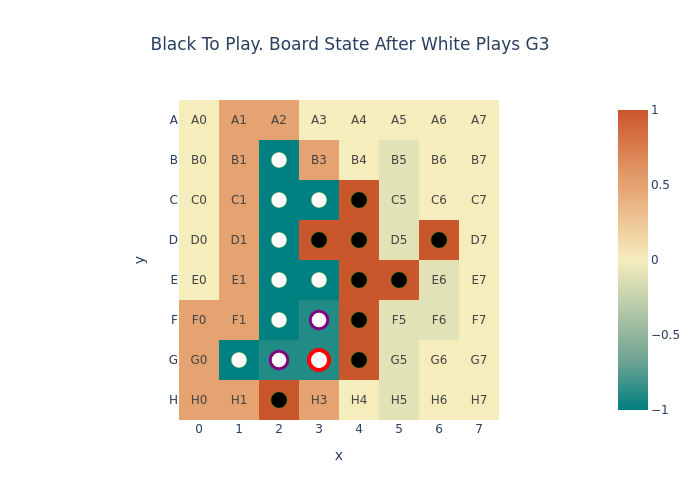 Black To Play. Board State After White Plays G3
A A0 A1 A2 A3 A4 A5 A6 A7
B B0 B1 B3 B4 B5 B6 B7
C C0 C1 C5 C6 C7
D D0 D1 D5 D7
E E0 E1 E6 E7
F F0 F1 F5 F6 F7
G G0 G5 G6 G7
H H0 H1 H3 H4 H5 H6 H7
0 1 2 3 4 5 6 7
x
y
1
0.5
0
−0.5
−1